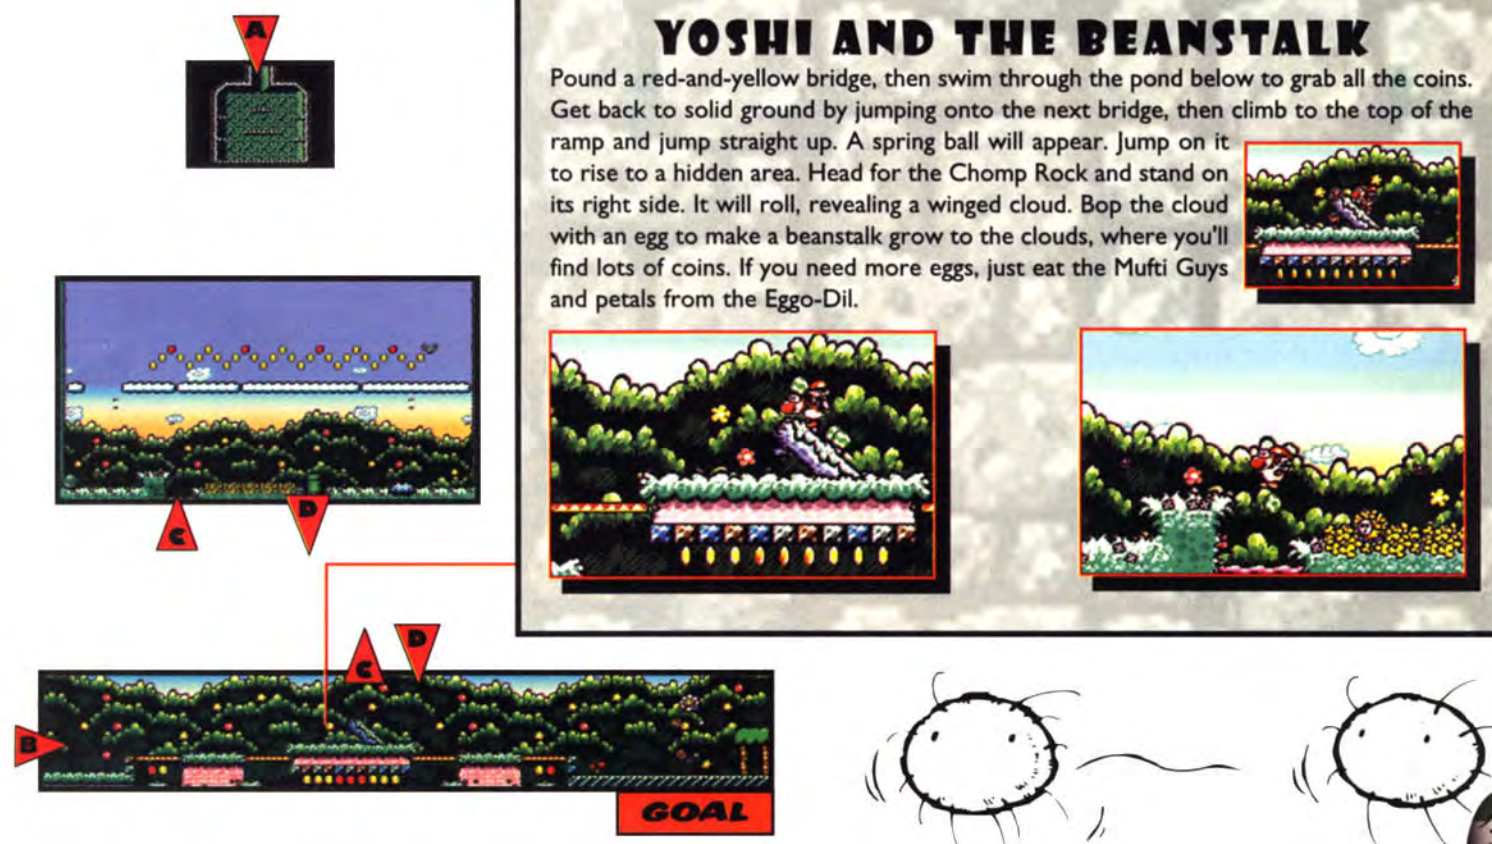 A
YOSHI AND THE BEANSTALK
Pound a red-and-yellow bridge, then swim through the pond below to grab all the coins.
Get back to solid ground by jumping onto the next bridge, then climb to the top of the
ramp and jump straight up. A spring ball will appear. Jump on it
to rise to a hidden area. Head for the Chomp Rock and stand on
its right side. It will roll, revealing a winged cloud. Bop the cloud
with an egg to make a beanstalk grow to the clouds, where you'll
find lots of coins. If you need more eggs, just eat the Mufti Guys
and petals from the Eggo-Dil.
C
D
C
D
B
GOAL